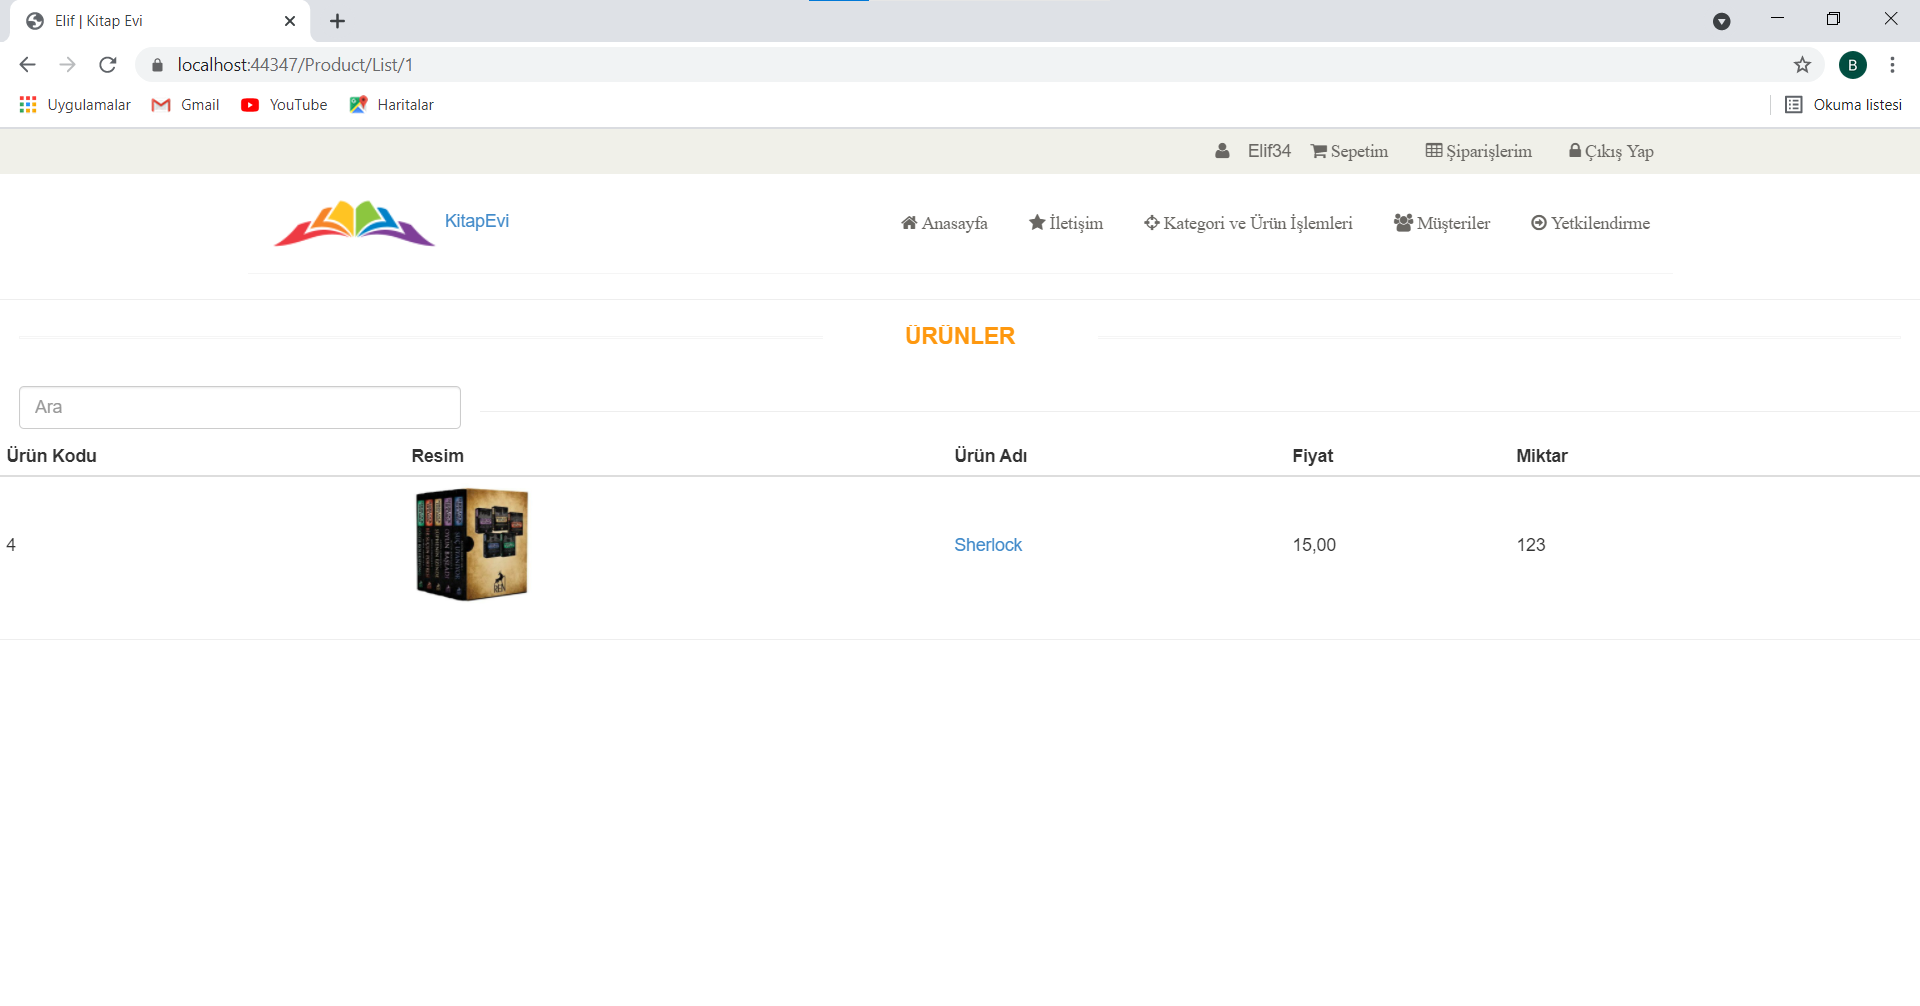 Elif | Kitap Evi
localhost:44347/Product/List/1
B
Uygulamalar Gmail YouTube Haritalar Okuma listesi
Elif34 Sepetim Şiparişlerim Çıkış Yap
KitapEvi Anasayfa İletişim Kategori ve Ürün İşlemleri Müşteriler Yetkilendirme
ÜRÜNLER
Ara
Ürün Kodu Resim Ürün Adı Fiyat Miktar
4 Sherlock 15,00 123
REN